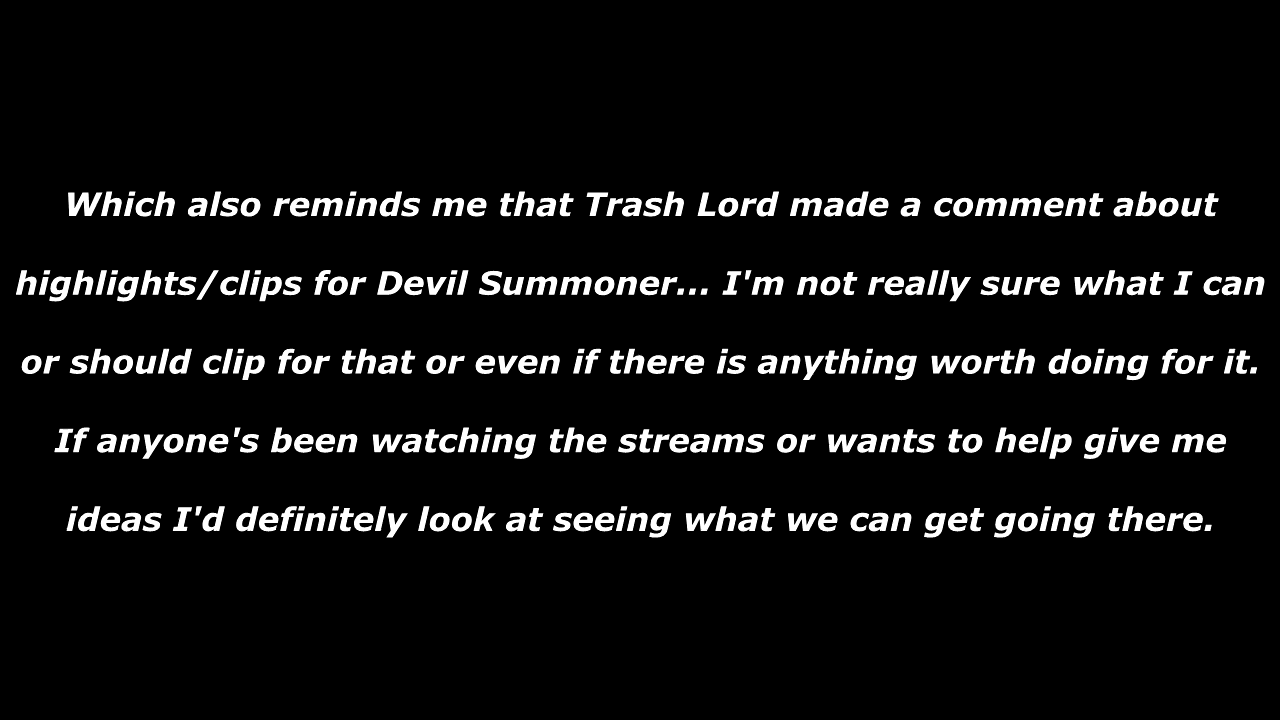 Which also reminds me that Trash Lord made a comment about
highlights/clips for Devil Summoner... I'm not really sure what I can
or should clip for that or even if there is anything worth doing for it.
If anyone's been watching the streams or wants to help give me
ideas I'd definitely look at seeing what we can get going there.